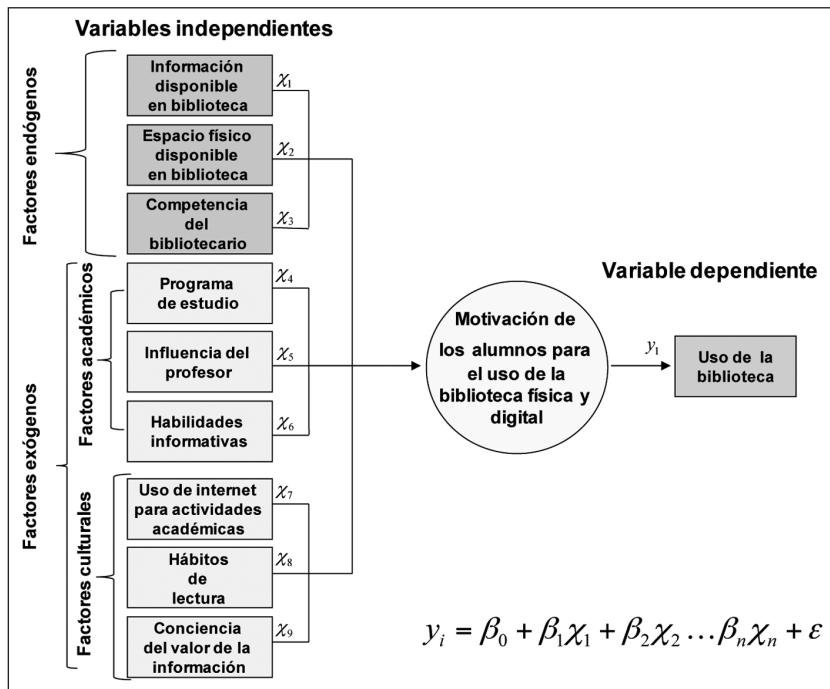 Variables independientes
Factores endógenos
Información
disponible
en biblioteca
χ1
Espacio físico
disponible
en biblioteca
χ2
Competencia
del
bibliotecario
χ3
Factores exógenos
Factores académicos
Programa
de estudio
χ4
Influencia del
profesor
χ5
Habilidades
informativas
χ6
Factores culturales
Uso de internet
para actividades
académicas
χ7
Hábitos
de
lectura
χ8
Conciencia
del valor de la
información
χ9
Motivación de
los alumnos para
el uso de la
biblioteca física y
digital
Variable dependiente
y1
Uso de la
biblioteca
yi = β0 + β1χ1 + β2χ2 ...βnχn + ε